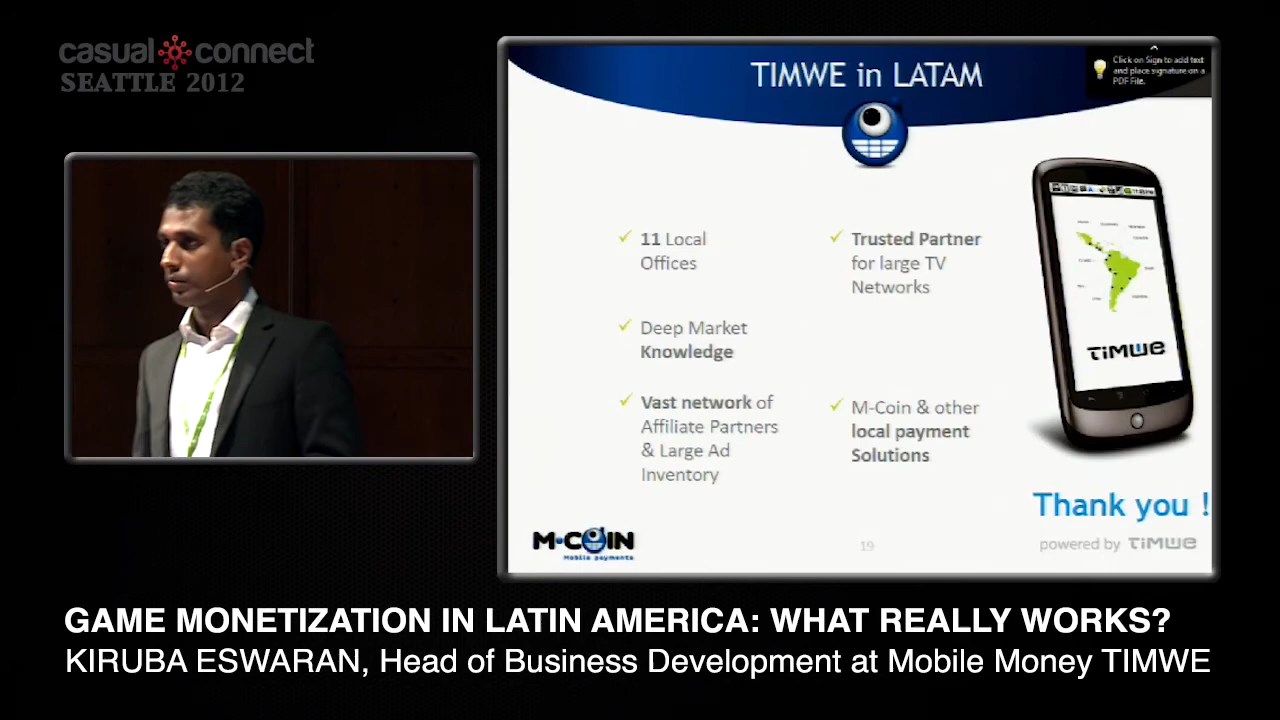 casual connect
SEATTLE 2012
TIMWE in LATAM
Click on Sign to add text
and place signature on a
PDF File.
11 Local
Offices
Deep Market
Knowledge
Vast network of
Affiliate Partners
& Large Ad
Inventory
Trusted Partner
for large TV
Networks
M-Coin & other
local payment
Solutions
TIMWE
Thank you !
M•COIN
Mobile payments
19
powered by TIMWE
GAME MONETIZATION IN LATIN AMERICA: WHAT REALLY WORKS?
KIRUBA ESWARAN, Head of Business Development at Mobile Money TIMWE